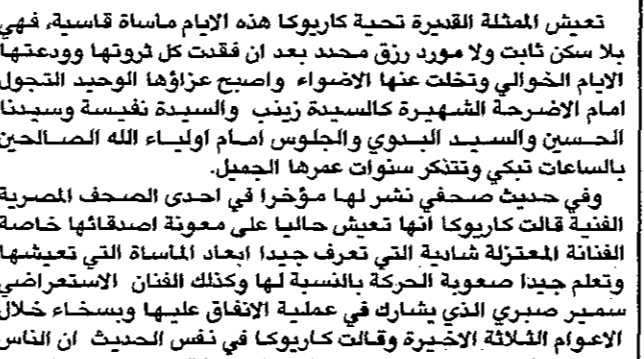 تعيش الممثلة القديرة تحية كاريوكا هذه الايام مأساة قاسية، فهي
بلا سكن ثابت ولا مورد رزق محدد بعد ان فقدت كل ثروتها وودعتها
الايام الخوالي وتخلت عنها الاضواء واصبح عزاؤها الوحيد التجول
امام الاضرحة الشهيرة كالسيدة زينب والسيدة نفيسة وسيدنا
الحسين والسيد البدوي والجلوس امام اولياء الله الصالحين
بالساعات تبكي وتتذكر سنوات عمرها الجميل.
وفي حديث صحفي نشر لها مؤخرا في احدى الصحف المصرية
الفنية قالت كاريوكا انها تعيش حاليا على معونة اصدقائها خاصة
الفنانة المعتزلة شادية التي تعرف جيدا ابعاد المأساة التي تعيشها
وتعلم جيدا صعوبة الحركة بالنسبة لها وكذلك الفنان الاستعراضي
سمير صبري الذي يشارك في عملية الانفاق عليها وبسخاء خلال
الاعوام الثلاثة الاخيرة وقالت كاريوكا في نفس الحديث ان الناس